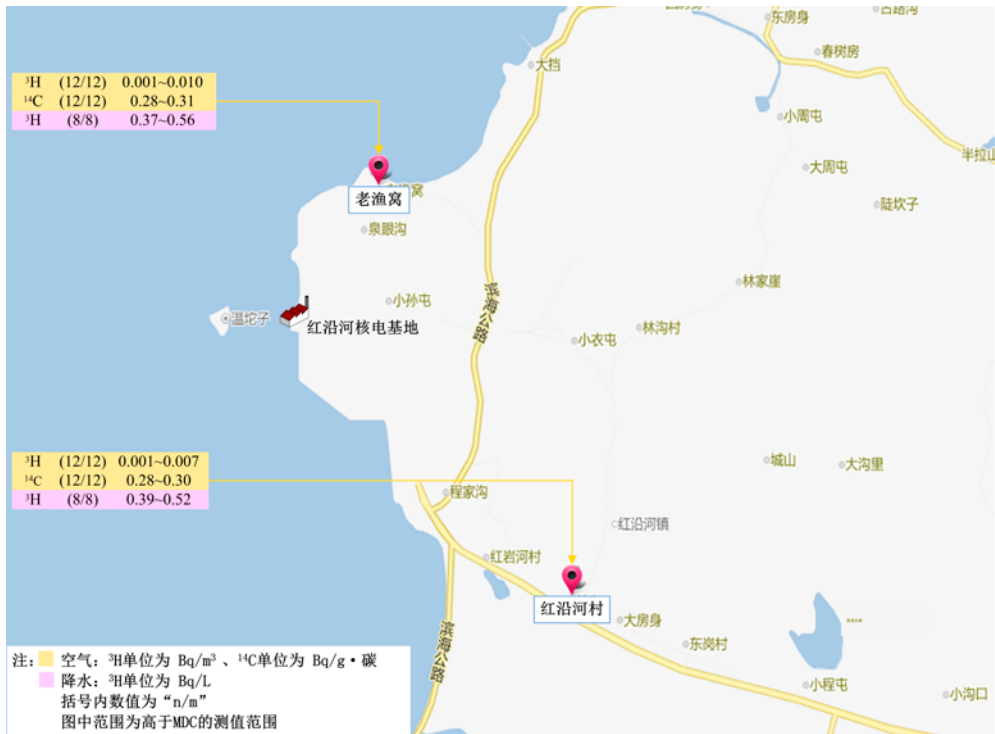 东房身
古路沟
春树房
大挡
³H (12/12) 0.001~0.010
¹⁴C (12/12) 0.28~0.31
³H (8/8) 0.37~0.56
小周屯
半拉山
大周屯
老渔窝
窝
陡坎子
泉眼沟
林家崖
小孙屯
温坨子
红沿河核电基地
滨海公路
林沟村
小衣屯
³H (12/12) 0.001~0.007
¹⁴C (12/12) 0.28~0.30
³H (8/8) 0.39~0.52
城山
大沟里
程家沟
红沿河镇
红岩河村
红沿河村
大房身
东岗村
滨海公路
小程屯
小沟口
注: 空气: ³H单位为 Bq/m³ 、¹⁴C单位为 Bq/g·碳
降水: ³H单位为 Bq/L
括号内数值为“n/m”
图中范围为高于MDC的测值范围